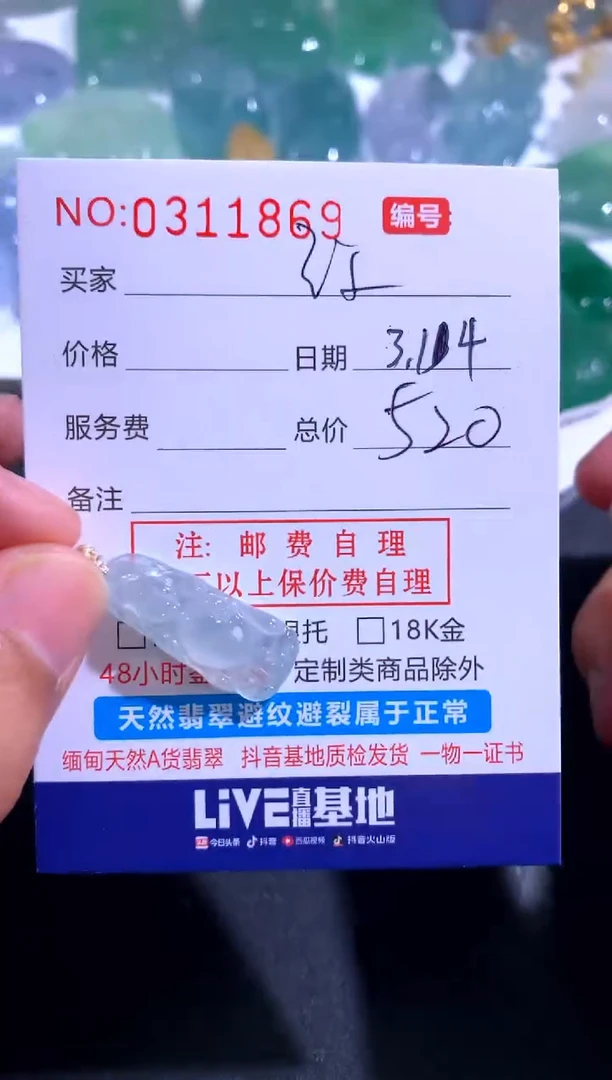 NO:0311869 编号
买家
价格 日期 3.14
服务费 总价 520
备注
注: 邮费自理
以上保价费自理
托 18K金
48小时 定制类商品除外
天然翡翠避纹避裂属于正常
缅甸天然A货翡翠 抖音基地质检发货 一物一证书
LiVE直播基地
今日头条 抖音 西瓜视频 抖音火山版